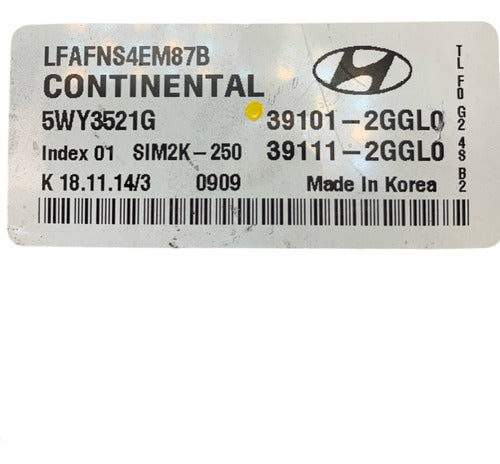 LFAFNS4EM87B
CONTINENTAL
5WY3521G 39101-2GGL0
Index 01 SIM2K-250 39111-2GGL0
K 18.11.14/3 0909 Made In Korea
TL FD G2 4S B2